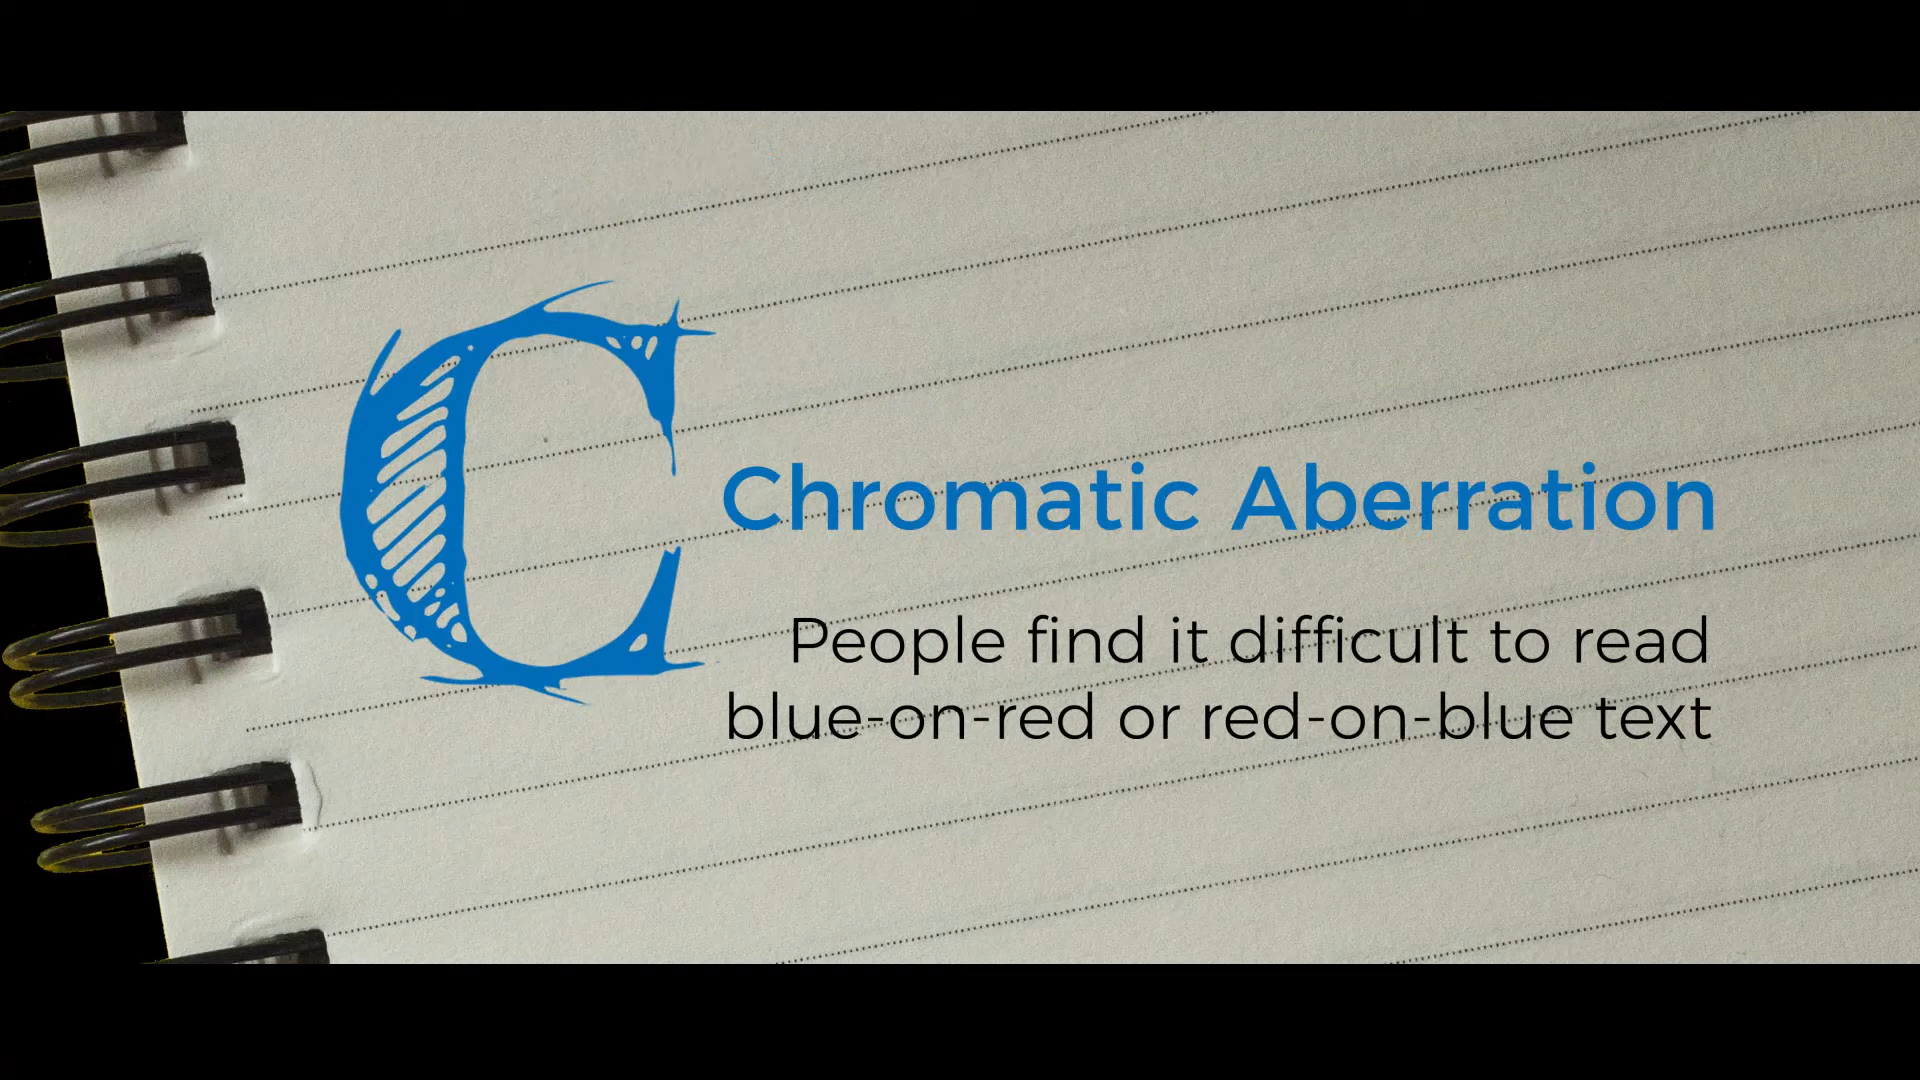 C
Chromatic Aberration
People find it difficult to read
blue-on-red or red-on-blue text